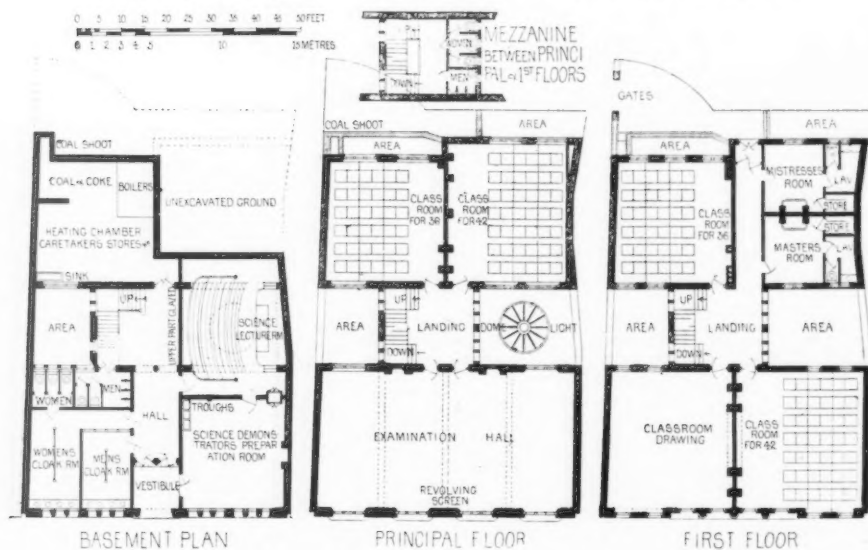 0 5 10 15 20 25 30 35 40 45 50 FEET
0 1 2 3 4 5 10 15 METRES
MEZZANINE
BETWEEN PRINCI
PAL & 1ST FLOORS
UP
WOMEN
MEN
COAL SHOOT
COAL & COKE
BOILERS
UNEXCAVATED GROUND
HEATING CHAMBER
CARETAKERS STORES &c
SINK
AREA
UP
UPPER PART GLAZED
SCIENCE
LECTURE RM
WOMEN
MEN
HALL
TROUGHS
WOMENS
CLOAK RM
MENS
CLOAK RM
VESTIBULE
SCIENCE DEMONS
TRATORS PREPAR
ATION ROOM
BASEMENT PLAN
COAL SHOOT
AREA
AREA
CLASS
ROOM
FOR 36
CLASS
ROOM
FOR 42
AREA
UP
LANDING
DOWN
DOME
LIGHT
EXAMINATION HALL
REVOLVING
SCREEN
PRINCIPAL FLOOR
GATES
AREA
AREA
MISTRESSES
ROOM
LAV
STORE
STORE
CLASS
ROOM
FOR 36
MASTERS
ROOM
LAV
AREA
UP
LANDING
DOWN
AREA
CLASSROOM
DRAWING
CLASS
ROOM
FOR 42
FIRST FLOOR